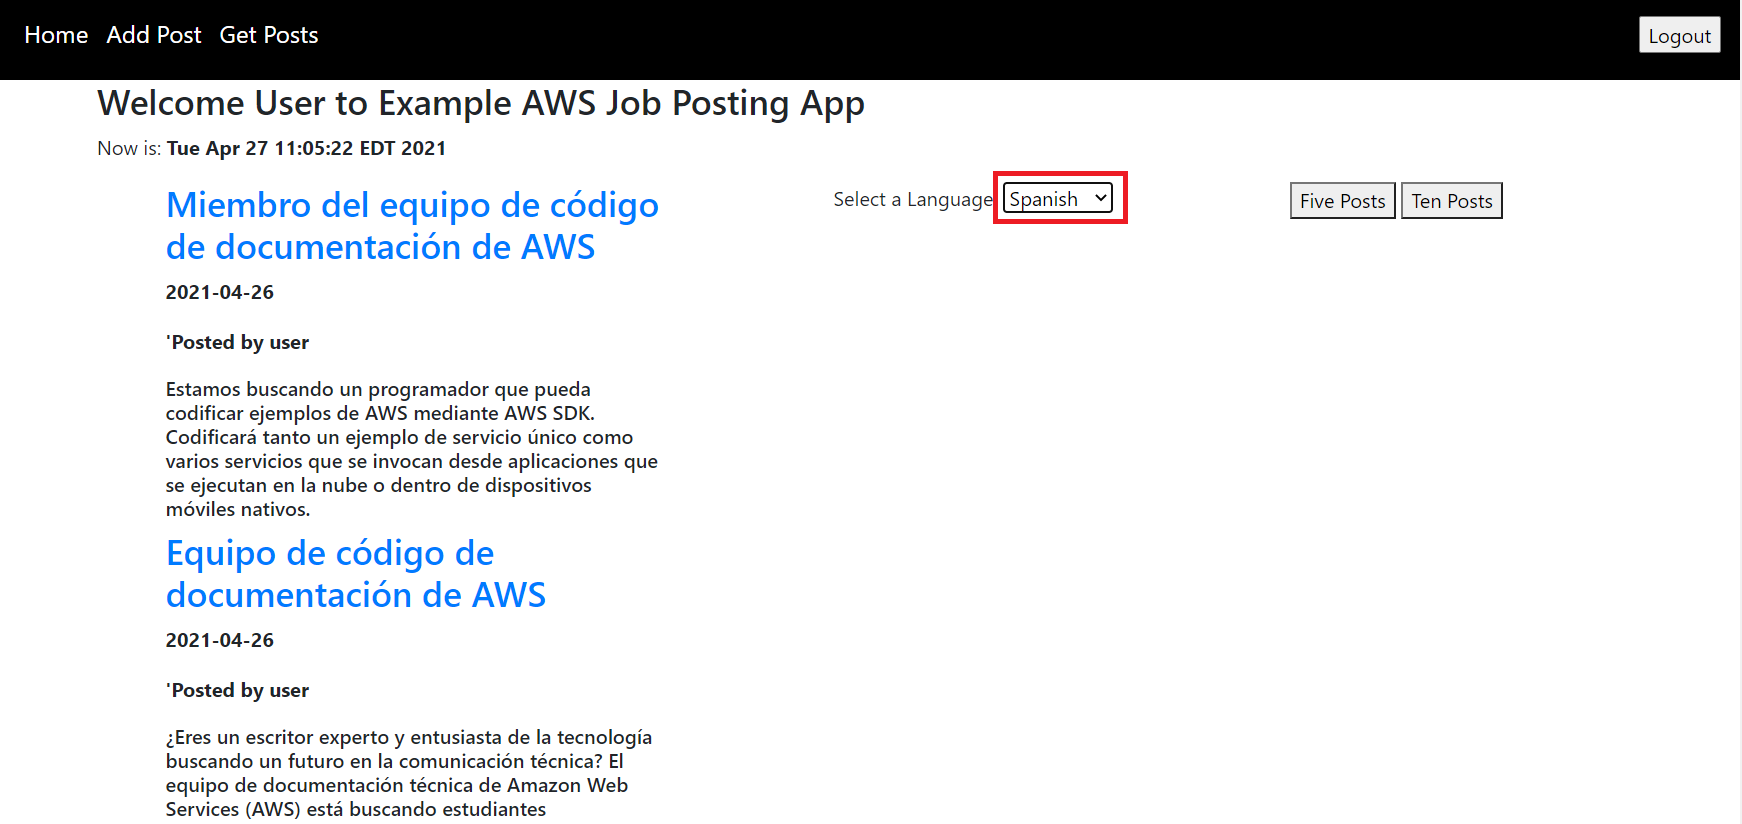 Home Add Post Get Posts Logout
Welcome User to Example AWS Job Posting App
Now is: Tue Apr 27 11:05:22 EDT 2021
Select a Language Spanish Five Posts Ten Posts
Miembro del equipo de código
de documentación de AWS
2021-04-26
'Posted by user
Estamos buscando un programador que pueda
codificar ejemplos de AWS mediante AWS SDK.
Codificará tanto un ejemplo de servicio único como
varios servicios que se invocan desde aplicaciones que
se ejecutan en la nube o dentro de dispositivos
móviles nativos.
Equipo de código de
documentación de AWS
2021-04-26
'Posted by user
¿Eres un escritor experto y entusiasta de la tecnología
buscando un futuro en la comunicación técnica? El
equipo de documentación técnica de Amazon Web
Services (AWS) está buscando estudiantes